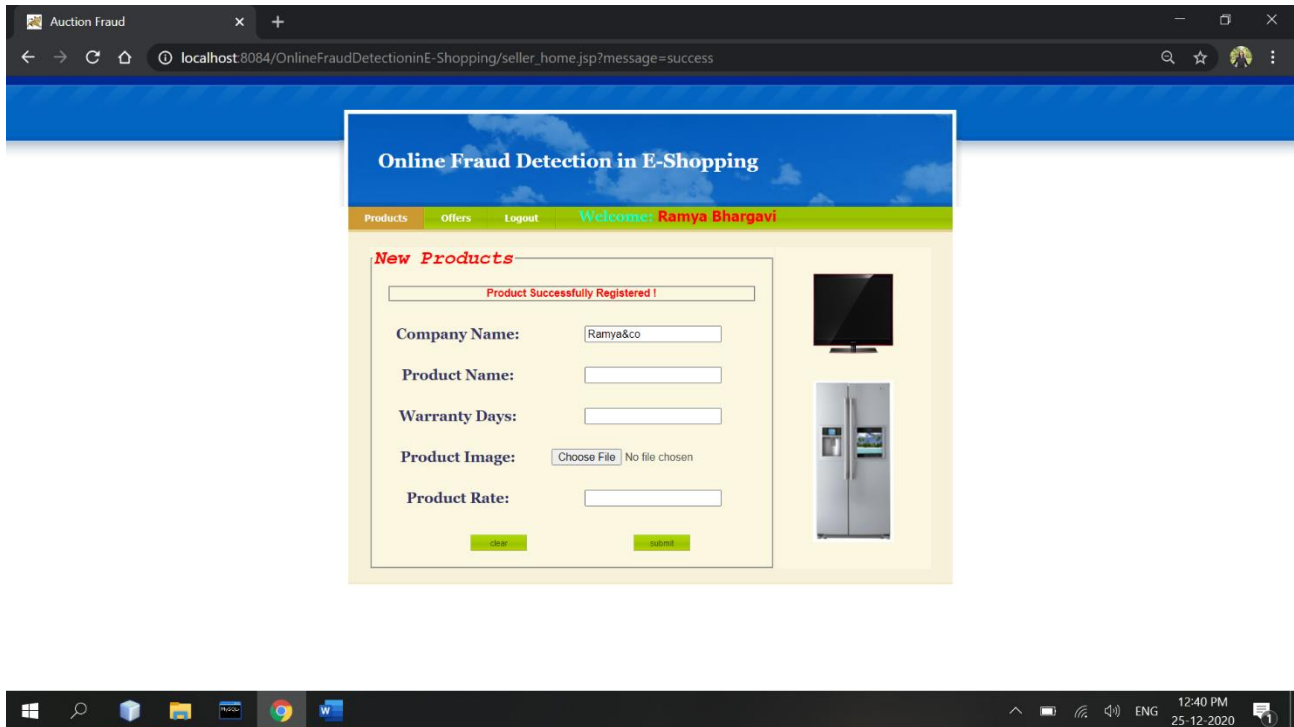 Auction Fraud
localhost:8084/OnlineFraudDetectioninE-Shopping/seller_home.jsp?message=success
Online Fraud Detection in E-Shopping
Products Offers Logout Welcome: Ramya Bhargavi
New Products
Product Successfully Registered !
Company Name: Ramya&co
Product Name:
Warranty Days:
Product Image: Choose File No file chosen
Product Rate:
clear submit
MySQL
W
ENG
12:40 PM
25-12-2020
1